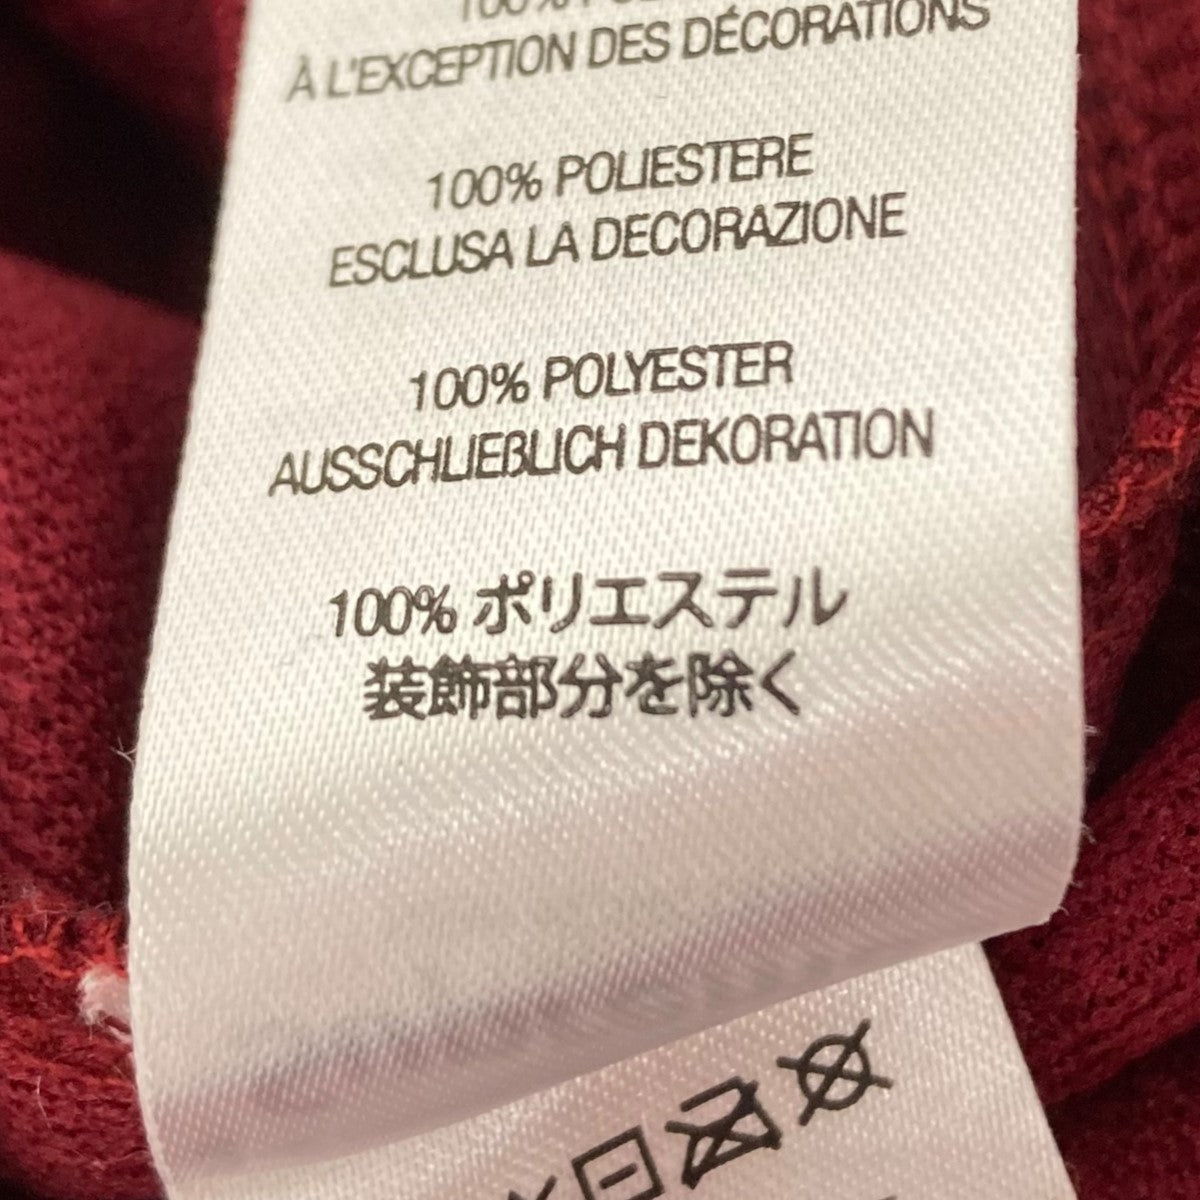 100% 
À L'EXCEPTION DES DÉCORATIONS
100% POLIESTERE
ESCLUSA LA DECORAZIONE
100% POLYESTER
AUSSCHLIEßLICH DEKORATION
100% ポリエステル
装飾部分を除く